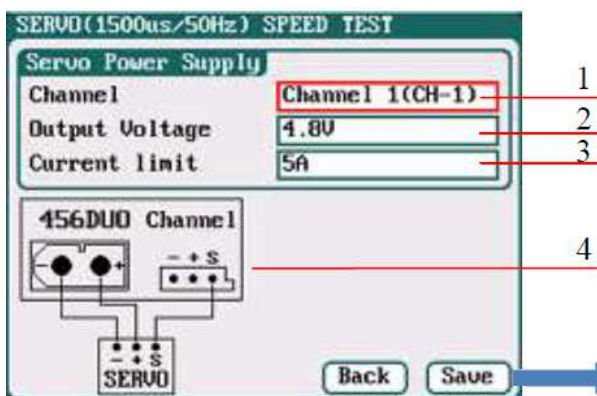 SERVO(1500us/50Hz) SPEED TEST
Servo Power Supply
Channel Channel 1(CH-1) 1
Output Voltage 4.8V 2
Current limit 5A 3
456DUO Channel 4
- + - + S
- + S
SERVO
Back Save